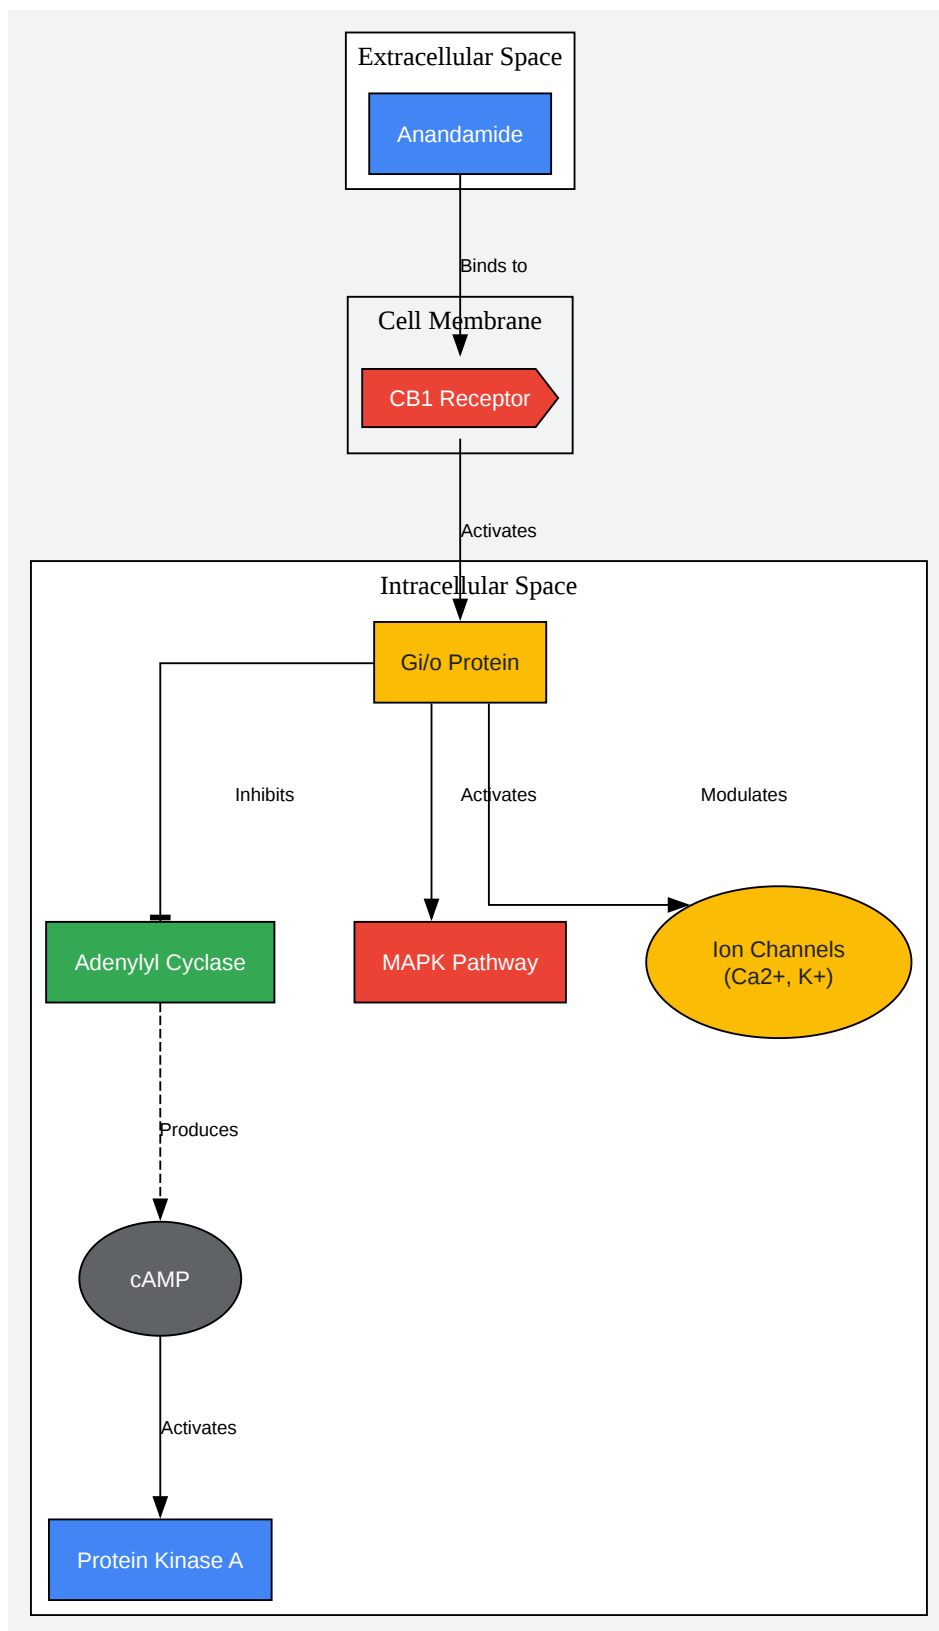 Extracellular Space
Anandamide
Binds to
Cell Membrane
CB1 Receptor
Activates
Intracellular Space
Gi/o Protein
Inhibits
Activates
Modulates
Adenylyl Cyclase
MAPK Pathway
Ion Channels
(Ca2+, K+)
Produces
cAMP
Activates
Protein Kinase A